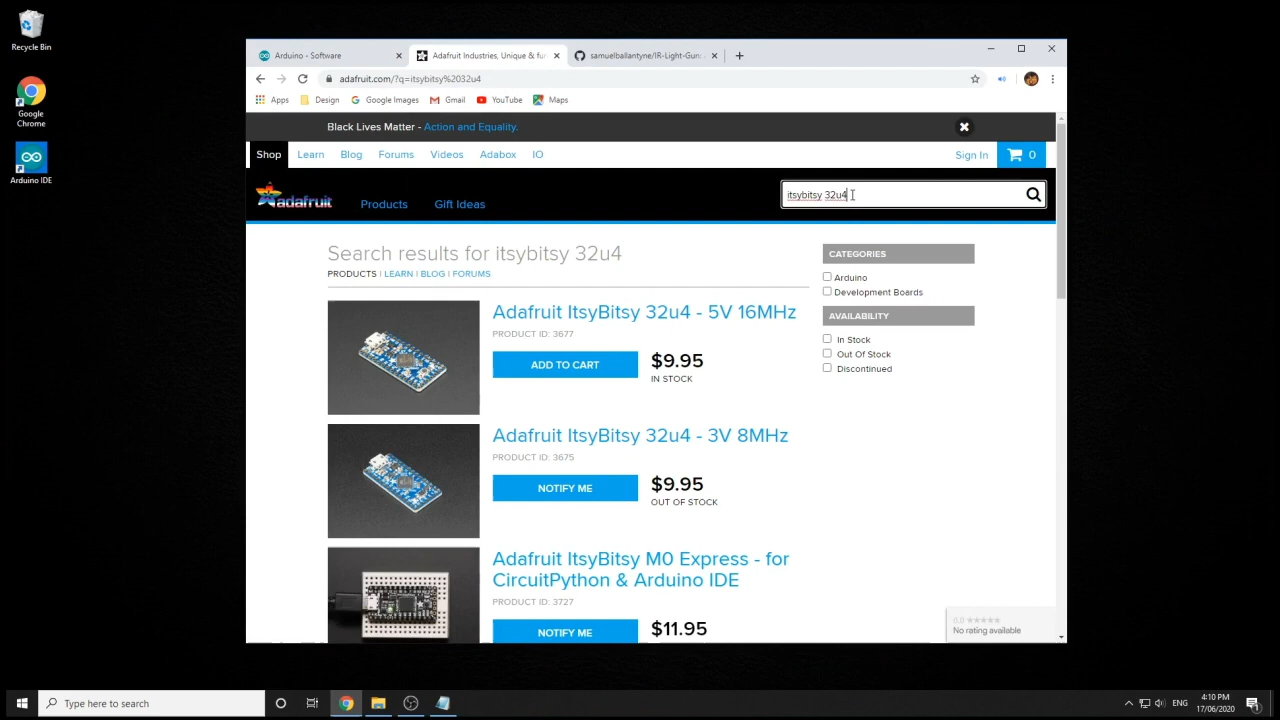 Recycle Bin
Google Chrome
Arduino IDE
Arduino - Software
Adafruit Industries, Unique & fu
samuelballantyne/IR-Light-Gun:
adafruit.com/?q=itsybitsy%2032u4
Apps
Design
Google Images
Gmail
YouTube
Maps
Black Lives Matter - Action and Equality.
Shop
Learn
Blog
Forums
Videos
Adabox
IO
Sign In
0
adafruit
Products
Gift Ideas
itsybitsy 32u4
Search results for itsybitsy 32u4
PRODUCTS | LEARN | BLOG | FORUMS
Adafruit ItsyBitsy 32u4 - 5V 16MHz
PRODUCT ID: 3677
ADD TO CART
$9.95
IN STOCK
Adafruit ItsyBitsy 32u4 - 3V 8MHz
PRODUCT ID: 3675
NOTIFY ME
$9.95
OUT OF STOCK
Adafruit ItsyBitsy M0 Express - for
CircuitPython & Arduino IDE
PRODUCT ID: 3727
NOTIFY ME
$11.95
CATEGORIES
Arduino
Development Boards
AVAILABILITY
In Stock
Out Of Stock
Discontinued
0.0
No rating available
Type here to search
ENG
4:10 PM
17/06/2020
1